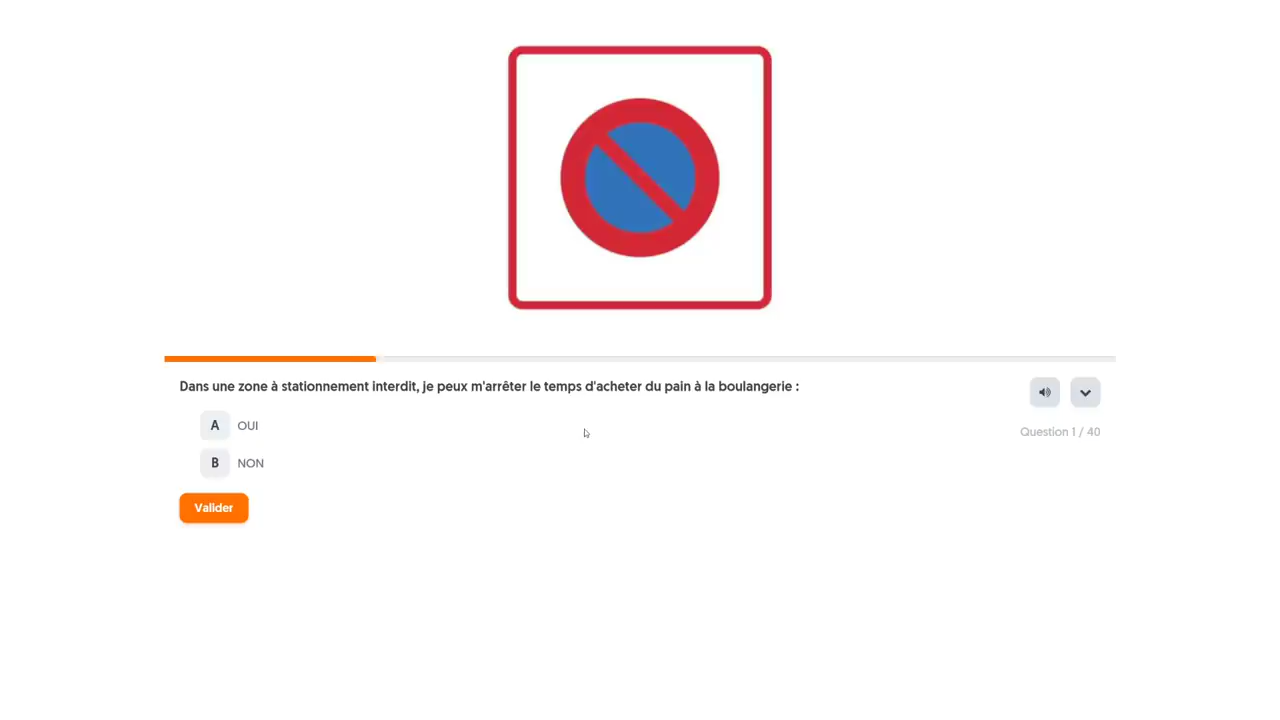 Dans une zone à stationnement interdit, je peux m'arrêter le temps d'acheter du pain à la boulangerie :
A OUI
Question 1 / 40
B NON
Valider